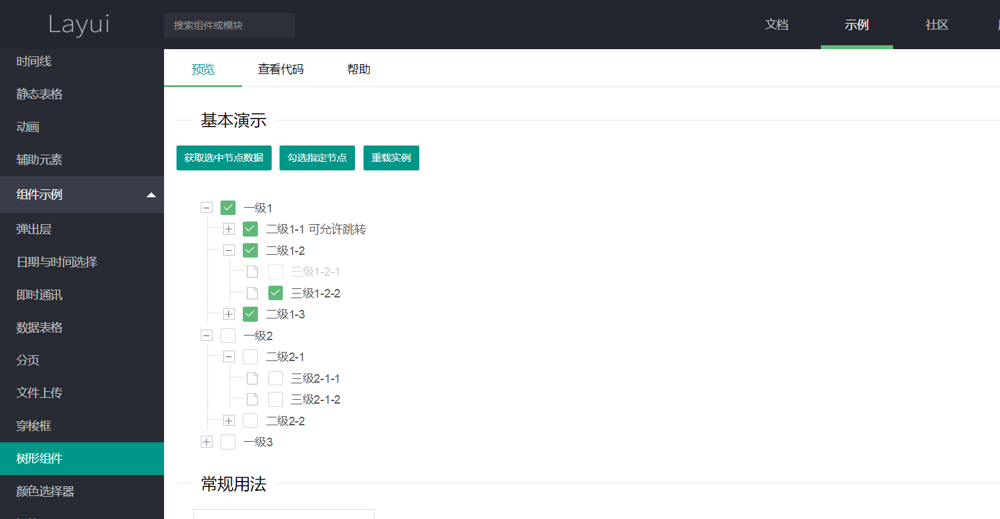 Layui
搜索组件或模块
文档
示例
社区
时间线
静态表格
动画
辅助元素
组件示例
弹出层
日期与时间选择
即时通讯
数据表格
分页
文件上传
穿梭框
树形组件
颜色选择器
预览
查看代码
帮助
基本演示
获取选中节点数据
勾选指定节点
重载实例
一级1
二级1-1 可允许跳转
二级1-2
三级1-2-1
三级1-2-2
二级1-3
一级2
二级2-1
三级2-1-1
三级2-1-2
二级2-2
一级3
常规用法